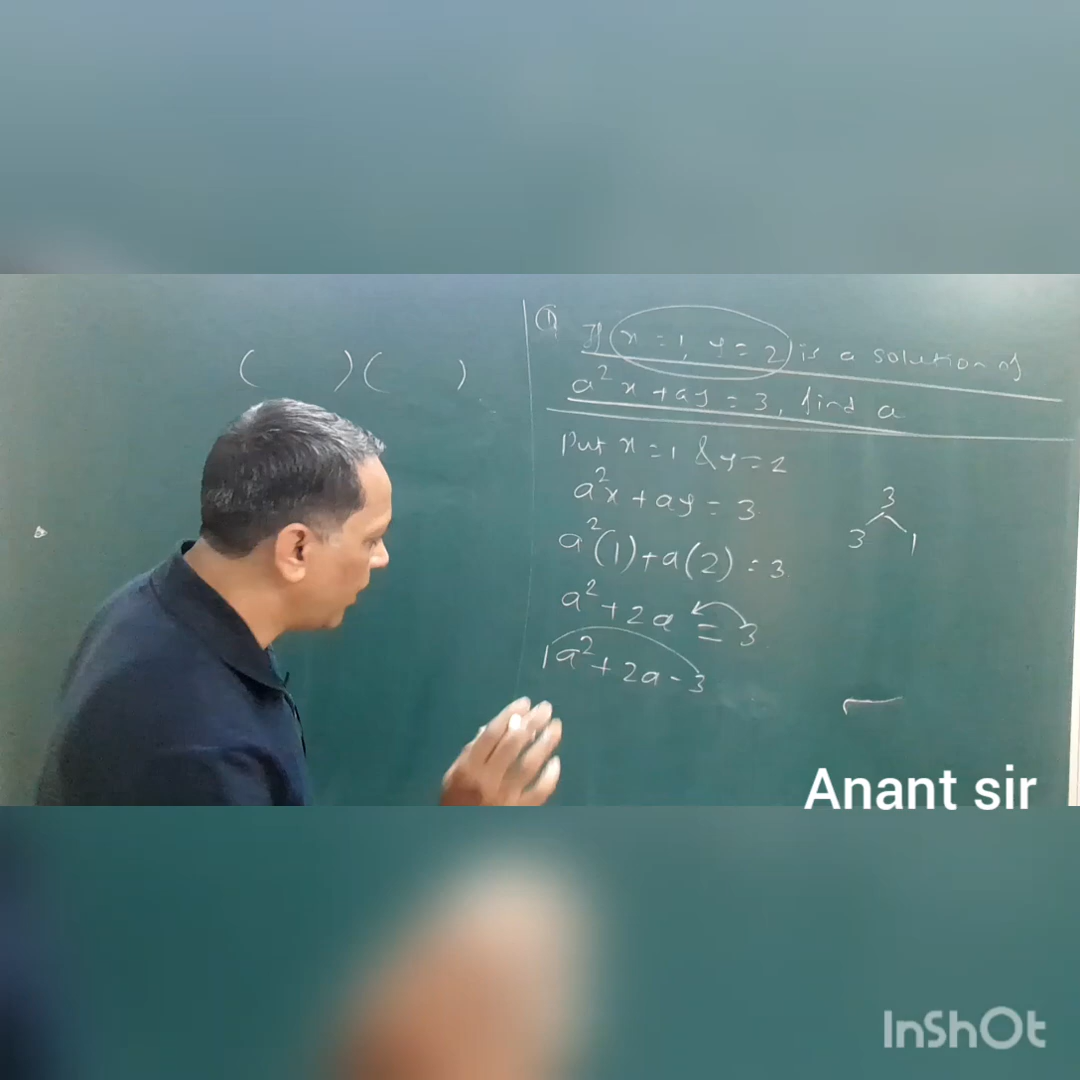 ( )( )
① If x = 1, y = 2 is a solution of
a²x + ay = 3, find a
Put x = 1 & y = 2
a²x + ay = 3
a²(1) + a(2) = 3
a² + 2a = 3
1a² + 2a - 3
3
3 1
Anant sir
InShOt